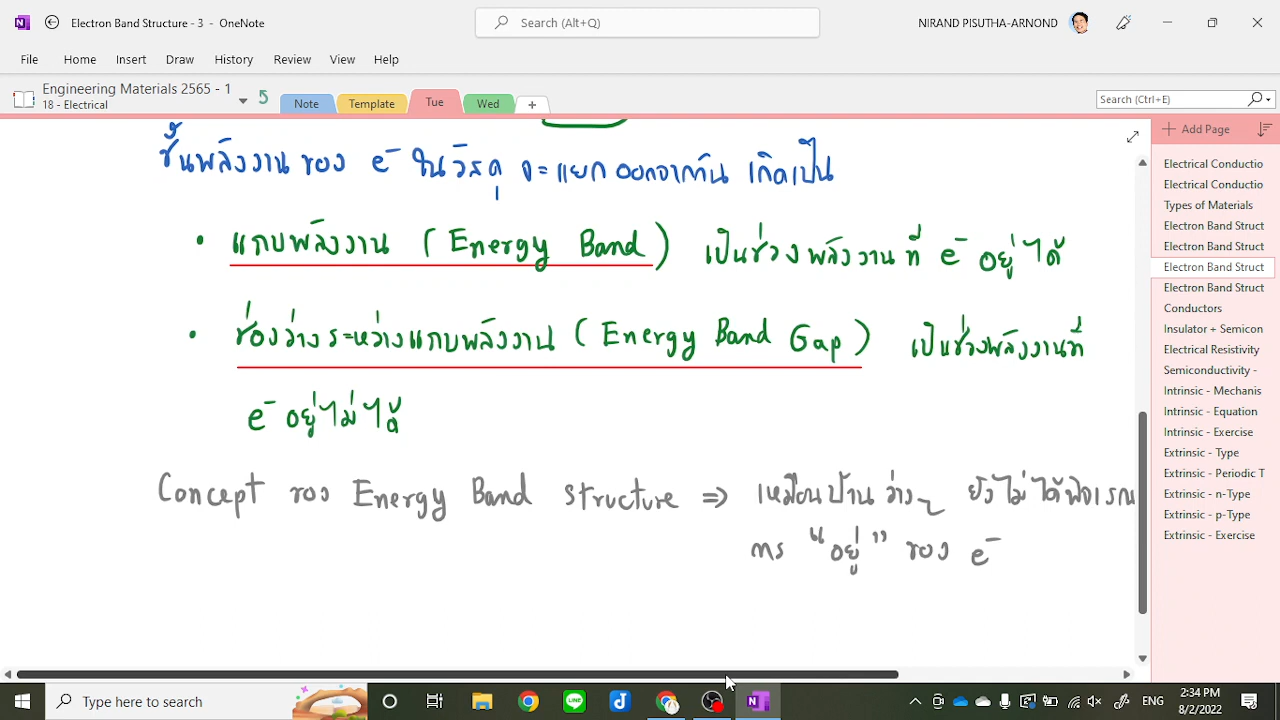 Electron Band Structure - 3 - OneNote
Search (Alt+Q)
NIRAND PISUTHA-ARNOND
File Home Insert Draw History Review View Help
Engineering Materials 2565 - 1
18 - Electrical
Note Template Tue Wed +
Search (Ctrl+E)
Add Page
ชั้นพลังงานของ e⁻ ในวัสดุ จะแยกออกจากกัน เกิดเป็น
• แถบพลังงาน (Energy Band) เป็นช่วงพลังงานที่ e⁻ อยู่ได้
• ช่องว่างระหว่างแถบพลังงาน (Energy Band Gap) เป็นช่วงพลังงานที่
e⁻ อยู่ไม่ได้
Concept ของ Energy Band Structure ⇒ เหมือนบ้านว่างๆ ยังไม่ได้พิจารณา
การ "อยู่" ของ e⁻
Electrical Conductio
Electrical Conductio
Types of Materials
Electron Band Struct
Electron Band Struct
Electron Band Struct
Electron Band Struct
Conductors
Insulator + Semicon
Electrical Resistivity
Semiconductivity -
Intrinsic - Mechanis
Intrinsic - Equation
Intrinsic - Exercise
Extrinsic - Type
Extrinsic - Periodic T
Extrinsic - n-Type
Extrinsic - p-Type
Extrinsic - Exercise
Type here to search
ENG
2:34 PM
8/2/2022